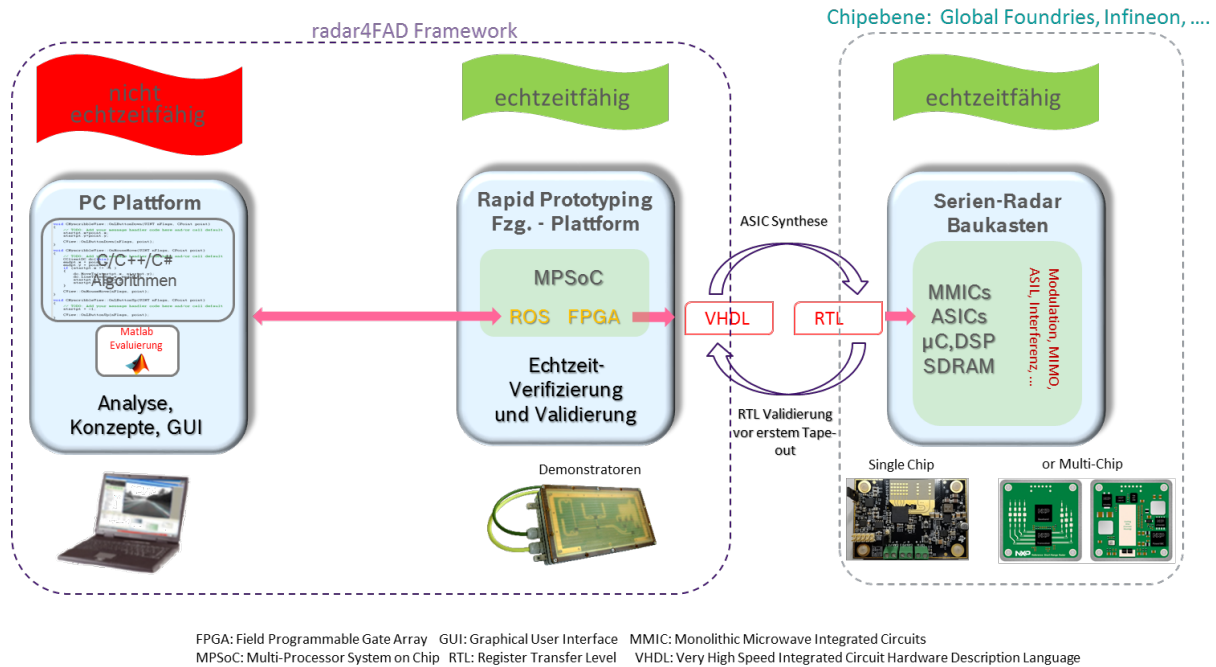 radar4FAD Framework
Chipebene: Global Foundries, Infineon, ....
nicht
echtzeitfähig
echtzeitfähig
echtzeitfähig
PC Plattform
C/C++/C#
Algorithmen
Matlab
Evaluierung
Analyse,
Konzepte, GUI
Rapid Prototyping
Fzg. - Plattform
MPSoC
ROS FPGA
Echtzeit-
Verifizierung
und Validierung
ASIC Synthese
VHDL
RTL
RTL Validierung
vor erstem Tape-
out
Serien-Radar
Baukasten
MMICs
ASICs
µC,DSP
SDRAM
Modulation, MIMO,
ASIL, Interferenz, ...
Demonstratoren
Single Chip
or Multi-Chip
NXP
FPGA: Field Programmable Gate Array GUI: Graphical User Interface MMIC: Monolithic Microwave Integrated Circuits
MPSoC: Multi-Processor System on Chip RTL: Register Transfer Level VHDL: Very High Speed Integrated Circuit Hardware Description Language